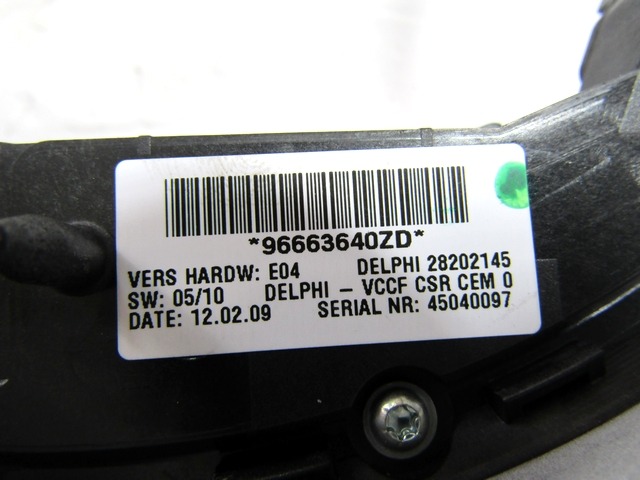 *96663640ZD*
VERS HARDW: E04 DELPHI 28202145
SW: 05/10 DELPHI - VCCF CSR CEM 0
DATE: 12.02.09 SERIAL NR: 45040097